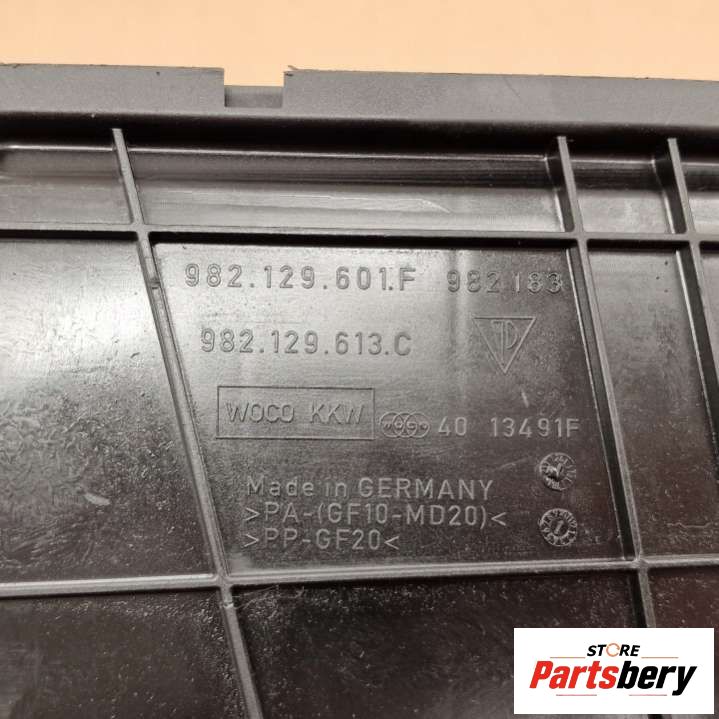 982.129.601.F 982 183
982.129.613.C
WOCO KKW WOCO 40 13491F
Made in GERMANY
>PA-(GF10-MD20)<
>PP-GF20<
STORE
Partsbery